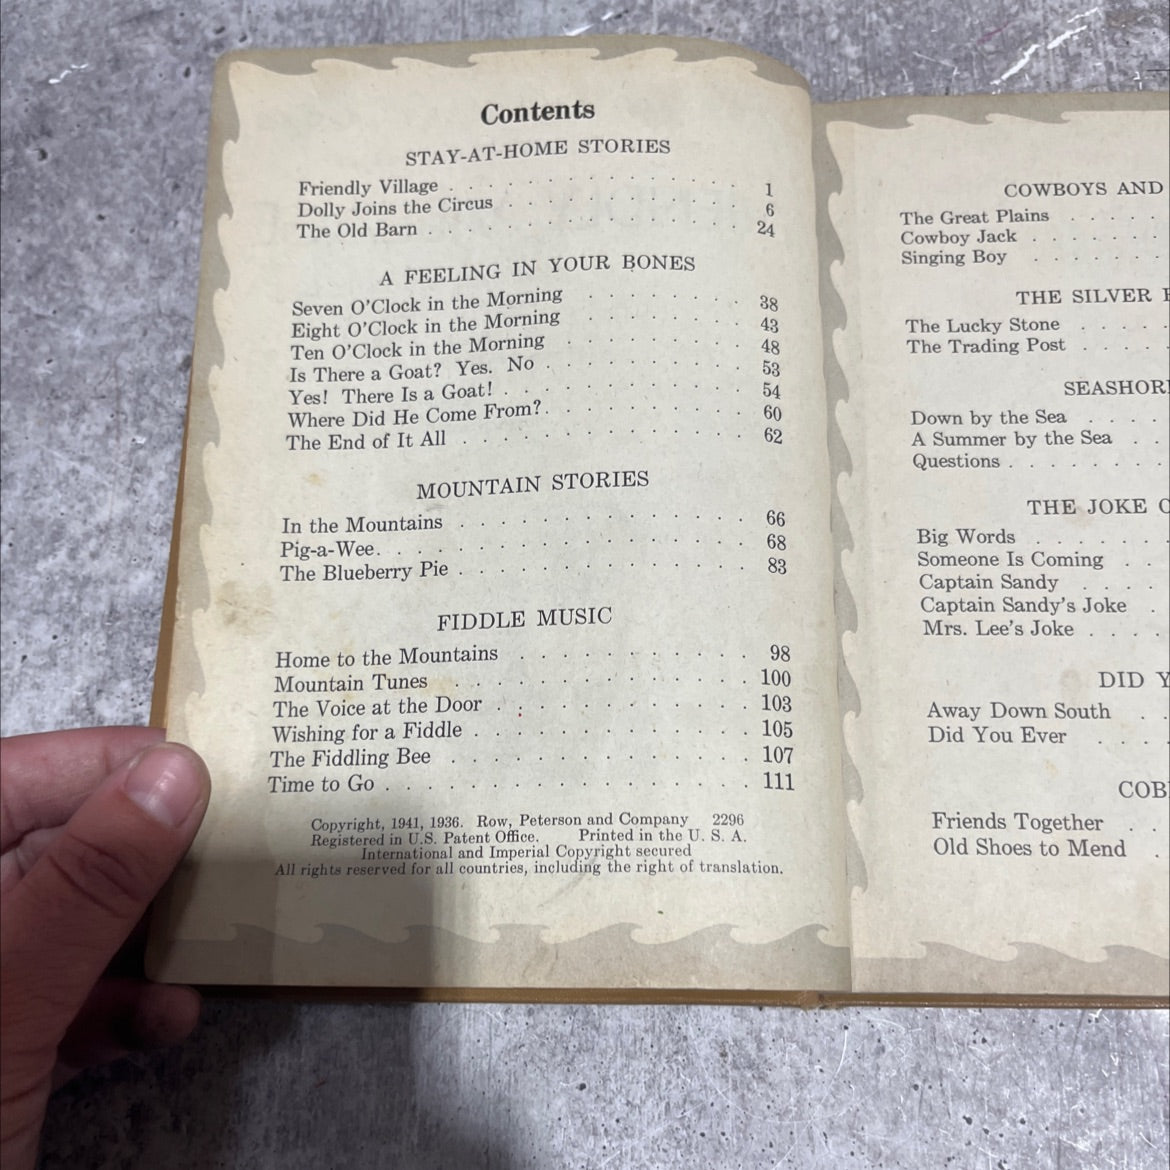 Contents
STAY-AT-HOME STORIES
Friendly Village . . . . . . . . . . . . 1
Dolly Joins the Circus . . . . . . . . . . 6
The Old Barn . . . . . . . . . . . . . 24
A FEELING IN YOUR BONES
Seven O'Clock in the Morning . . . . . . . 38
Eight O'Clock in the Morning . . . . . . . 43
Ten O'Clock in the Morning . . . . . . . 48
Is There a Goat? Yes. No . . . . . . . . 53
Yes! There Is a Goat! . . . . . . . . . . 54
Where Did He Come From? . . . . . . . . . 60
The End of It All . . . . . . . . . . . 62
MOUNTAIN STORIES
In the Mountains . . . . . . . . . . . . 66
Pig-a-Wee . . . . . . . . . . . . . . . 68
The Blueberry Pie . . . . . . . . . . . . 83
FIDDLE MUSIC
Home to the Mountains . . . . . . . . . . 98
Mountain Tunes . . . . . . . . . . . . 100
The Voice at the Door . . . . . . . . . . 103
Wishing for a Fiddle . . . . . . . . . . . 105
The Fiddling Bee . . . . . . . . . . . . 107
Time to Go . . . . . . . . . . . . . . . 111
Copyright, 1941, 1936. Row, Peterson and Company 2296
Registered in U.S. Patent Office. Printed in the U. S. A.
International and Imperial Copyright secured
All rights reserved for all countries, including the right of translation.
COWBOYS AND
The Great Plains . . . .
Cowboy Jack . . . . . .
Singing Boy . . . . . .
THE SILVER
The Lucky Stone . . . .
The Trading Post . . . .
Down by the Sea . . . .
A Summer by the Sea . .
Questions . . . . . . .
THE JOKE
Big Words . . . . . .
Someone Is Coming . .
Captain Sandy . . . .
Captain Sandy's Joke .
Mrs. Lee's Joke . . . .
DID
Away Down South . .
Did You Ever . . . .
Friends Together . .
Old Shoes to Mend .